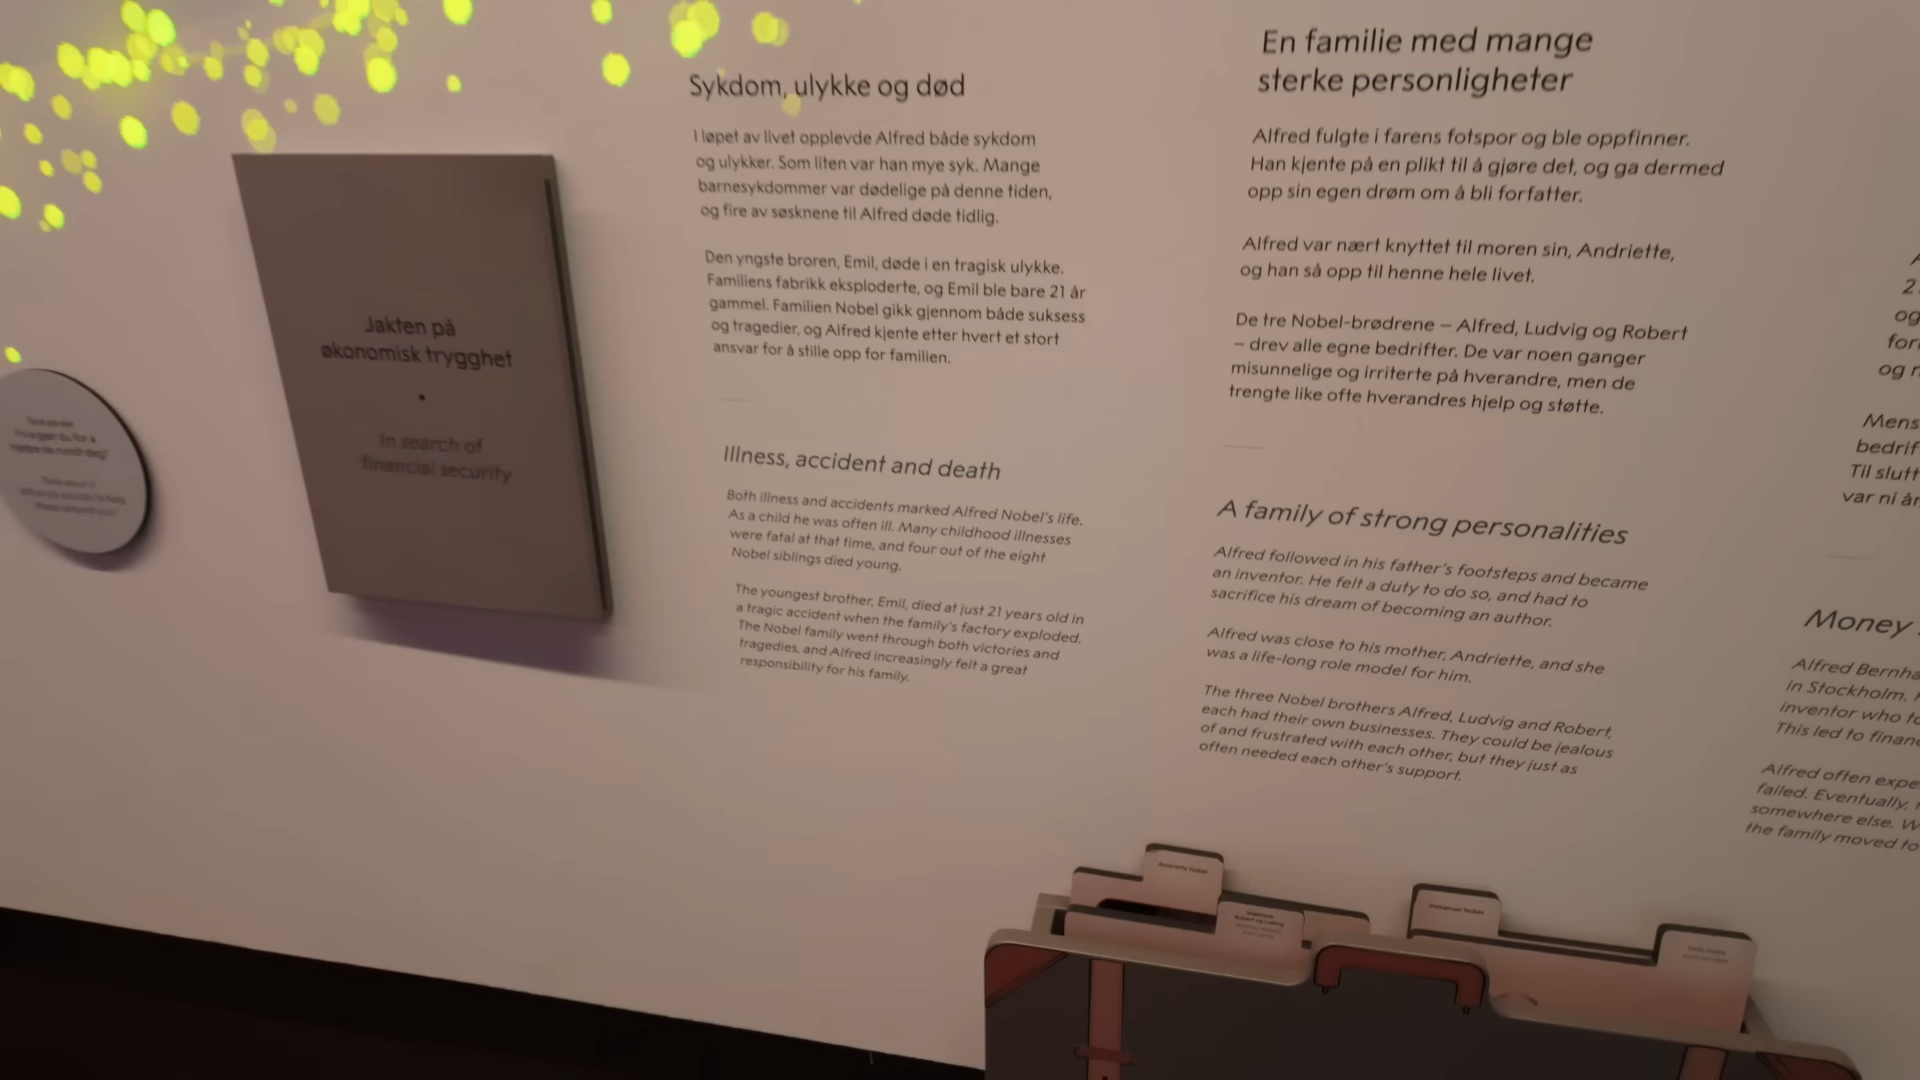 Jakten på
økonomisk trygghet
•
In search of
financial security
Sykdom, ulykke og død
I løpet av livet opplevde Alfred både sykdom
og ulykker. Som liten var han mye syk. Mange
barnesykdommer var dødelige på denne tiden,
og fire av søsknene til Alfred døde tidlig.
Den yngste broren, Emil, døde i en tragisk ulykke.
Familiens fabrikk eksploderte, og Emil ble bare 21 år
gammel. Familien Nobel gikk gjennom både suksess
og tragedier, og Alfred kjente etter hvert et stort
ansvar for å stille opp for familien.
Illness, accident and death
Both illness and accidents marked Alfred Nobel's life.
As a child he was often ill. Many childhood illnesses
were fatal at that time, and four out of the eight
Nobel siblings died young.
The youngest brother, Emil, died at just 21 years old in
a tragic accident when the family's factory exploded.
The Nobel family went through both victories and
tragedies, and Alfred increasingly felt a great
responsibility for his family.
En familie med mange
sterke personligheter
Alfred fulgte i farens fotspor og ble oppfinner.
Han kjente på en plikt til å gjøre det, og ga dermed
opp sin egen drøm om å bli forfatter.
Alfred var nært knyttet til moren sin, Andriette,
og han så opp til henne hele livet.
De tre Nobel-brødrene – Alfred, Ludvig og Robert
– drev alle egne bedrifter. De var noen ganger
misunnelige og irriterte på hverandre, men de
trengte like ofte hverandres hjelp og støtte.
A family of strong personalities
Alfred followed in his father's footsteps and became
an inventor. He felt a duty to do so, and had to
sacrifice his dream of becoming an author.
Alfred was close to his mother, Andriette, and she
was a life-long role model for him.
The three Nobel brothers Alfred, Ludvig and Robert,
each had their own businesses. They could be jealous
of and frustrated with each other, but they just as
often needed each other's support.
og
Mens
bedrif
Til slutt
var ni år
Money
Alfred Bernha
in Stockholm.
inventor who to
This led to finan
Alfred often expe
failed. Eventually,
somewhere else. W
the family moved to
Andriette Nobel
Robert og Ludvig
Immanuel Nobel